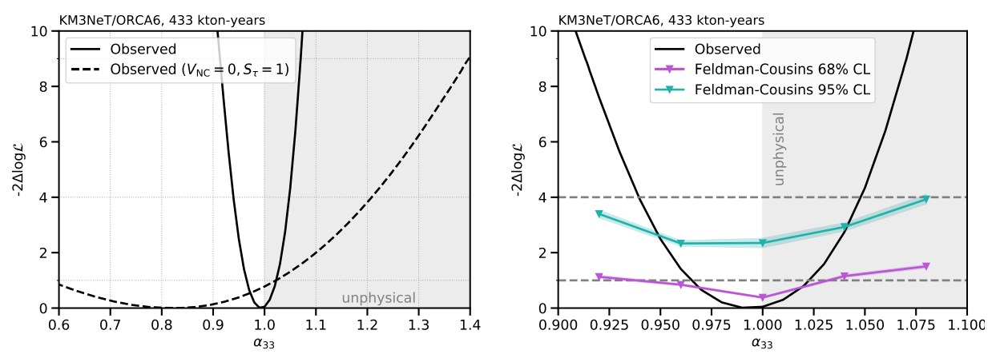 KM3NeT/ORCA6, 433 kton-years
10
8
6
4
2
0
-2Δlogℒ
Observed
Observed (V_NC = 0, S_τ = 1)
unphysical
0.6 0.7 0.8 0.9 1.0 1.1 1.2 1.3 1.4
α₃₃
KM3NeT/ORCA6, 433 kton-years
10
8
6
4
2
0
-2Δlogℒ
Observed
Feldman-Cousins 68% CL
Feldman-Cousins 95% CL
unphysical
0.900 0.925 0.950 0.975 1.000 1.025 1.050 1.075 1.100
α₃₃